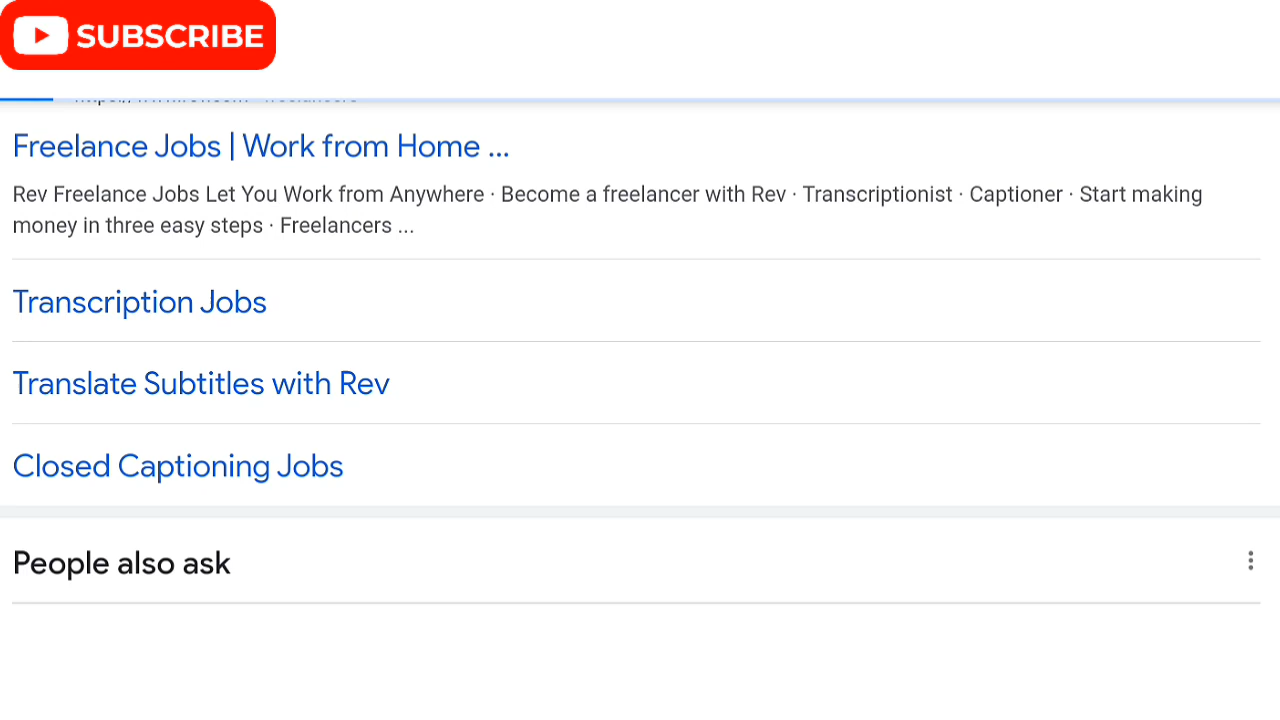 SUBSCRIBE
Freelance Jobs | Work from Home ...
Rev Freelance Jobs Let You Work from Anywhere · Become a freelancer with Rev · Transcriptionist · Captioner · Start making
money in three easy steps · Freelancers ...
Transcription Jobs
Translate Subtitles with Rev
Closed Captioning Jobs
People also ask